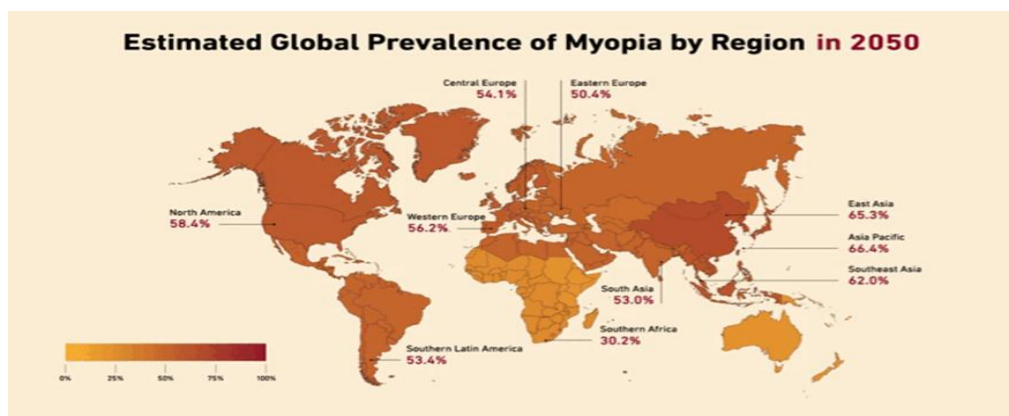 Estimated Global Prevalence of Myopia by Region in 2050
Central Europe
54.1%
Eastern Europe
50.4%
North America
58.4%
Western Europe
56.2%
East Asia
65.3%
Asia Pacific
66.4%
Southeast Asia
62.0%
South Asia
53.0%
Southern Africa
30.2%
Southern Latin America
53.4%
0% 25% 50% 75% 100%